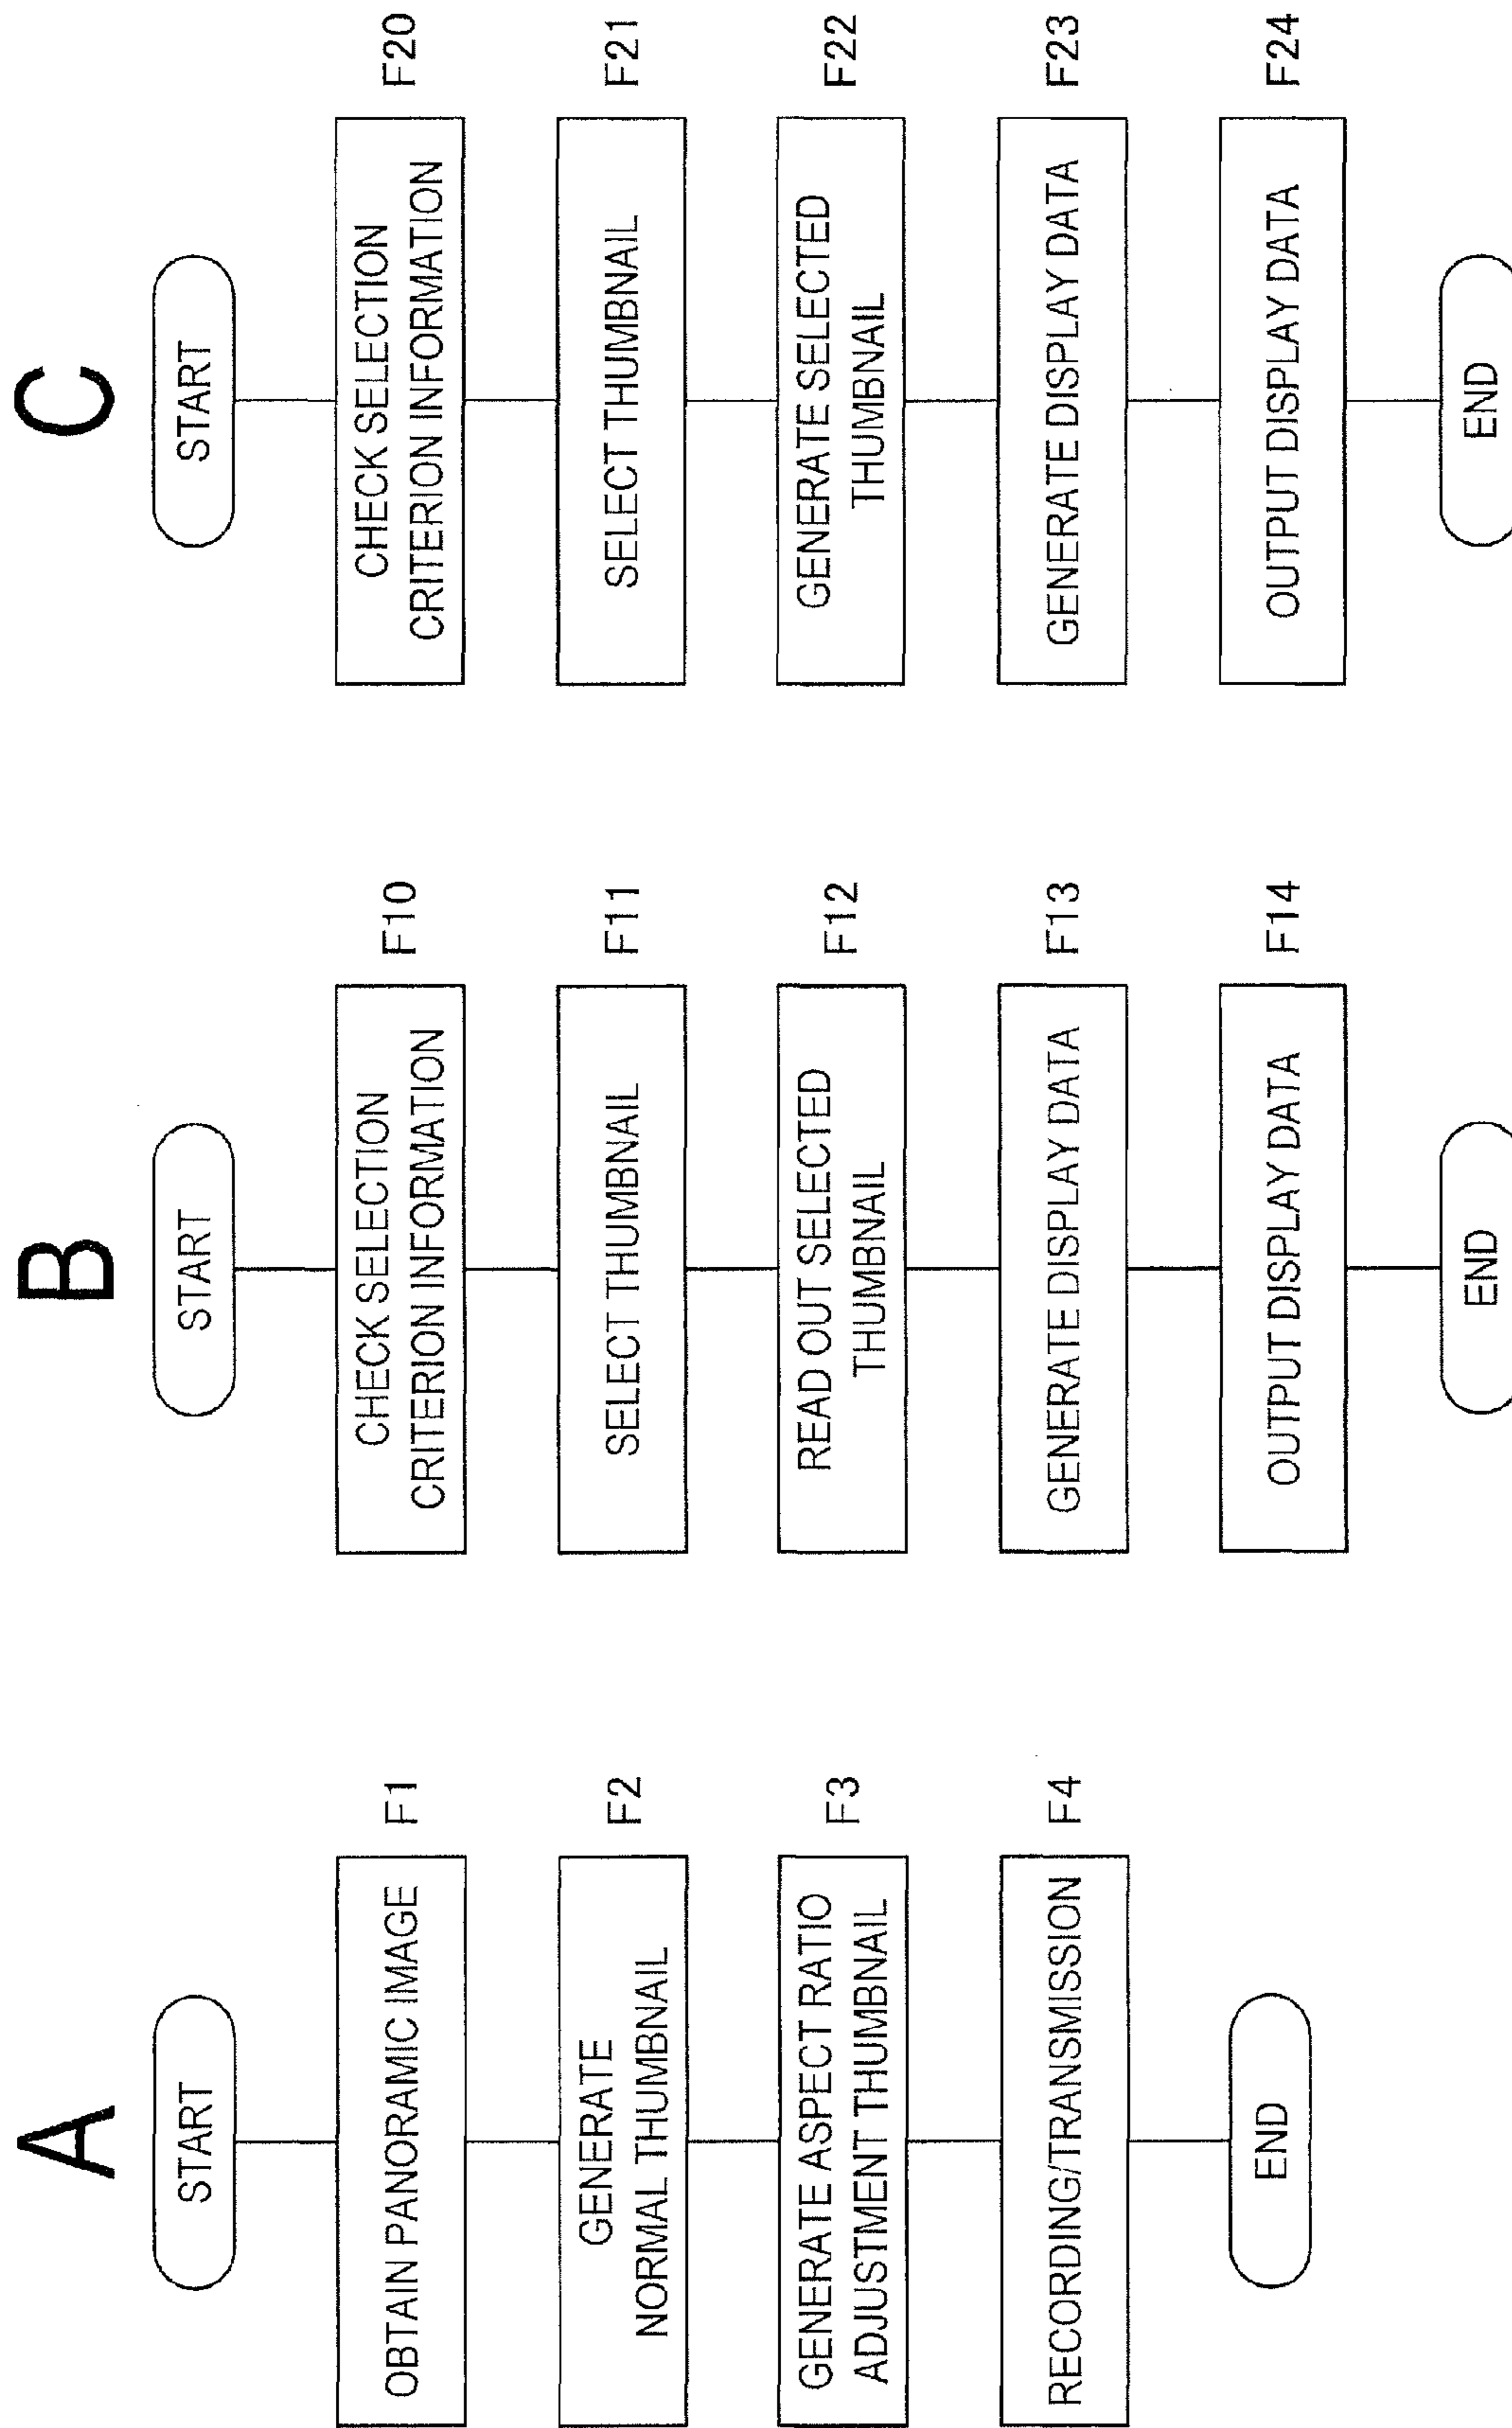 A
START
OBTAIN PANORAMIC IMAGE
F1
GENERATE
NORMAL THUMBNAIL
F2
GENERATE ASPECT RATIO
ADJUSTMENT THUMBNAIL
F3
RECORDING/TRANSMISSION
F4
END
B
START
CHECK SELECTION
CRITERION INFORMATION
F10
SELECT THUMBNAIL
F11
READ OUT SELECTED
THUMBNAIL
F12
GENERATE DISPLAY DATA
F13
OUTPUT DISPLAY DATA
F14
END
C
START
CHECK SELECTION
CRITERION INFORMATION
F20
SELECT THUMBNAIL
F21
GENERATE SELECTED
THUMBNAIL
F22
GENERATE DISPLAY DATA
F23
OUTPUT DISPLAY DATA
F24
END